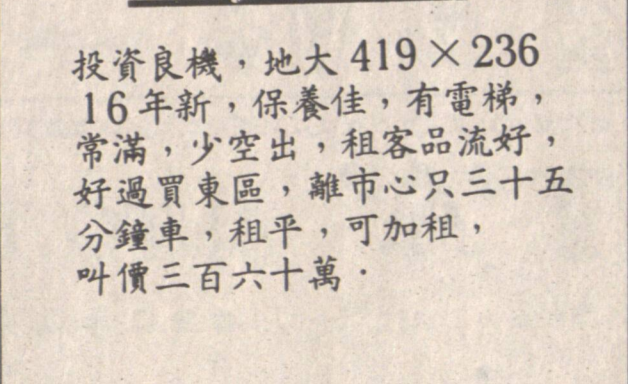 投資良機，地大 419 × 236
16年新，保養佳，有電梯，
常滿，少空出，租客品流好，
好過買東區，離市心只三十五
分鐘車，租平，可加租，
叫價三百六十萬．